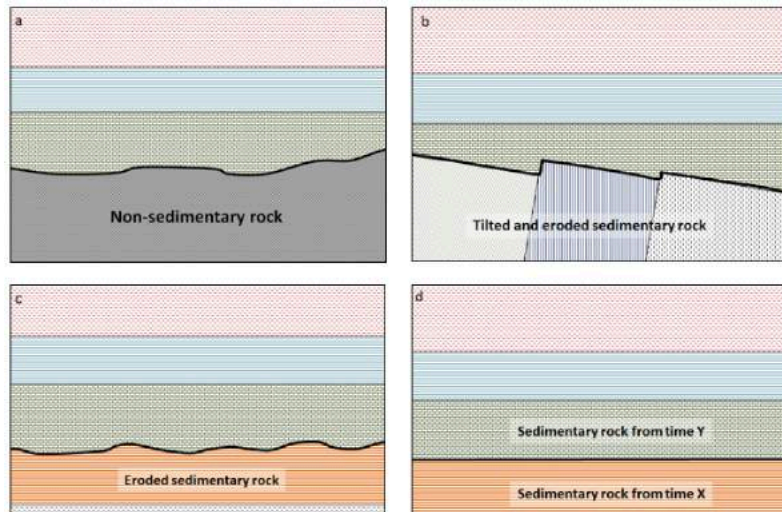 a
Non-sedimentary rock
b
Tilted and eroded sedimentary rock
c
Eroded sedimentary rock
d
Sedimentary rock from time Y
Sedimentary rock from time X